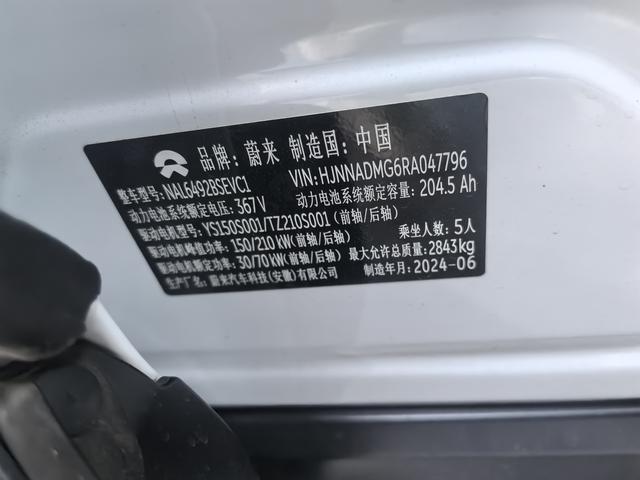 品牌: 蔚来 制造国: 中国
整车型号: NAL6492BSEVC1 VIN: HJNNADMG6RA047796
动力电池系统额定电压: 367V 动力电池系统额定容量: 204.5 Ah
驱动电机型号: YS150S001/TZ210S001 (前轴/后轴) 乘坐人数: 5人
驱动电机峰值功率: 150/210 kW(前轴/后轴) 最大允许总质量: 2843kg
驱动电机额定功率: 30/70 kW(前轴/后轴) 制造年月: 2024-06
生产厂名: 蔚来汽车科技(安徽)有限公司